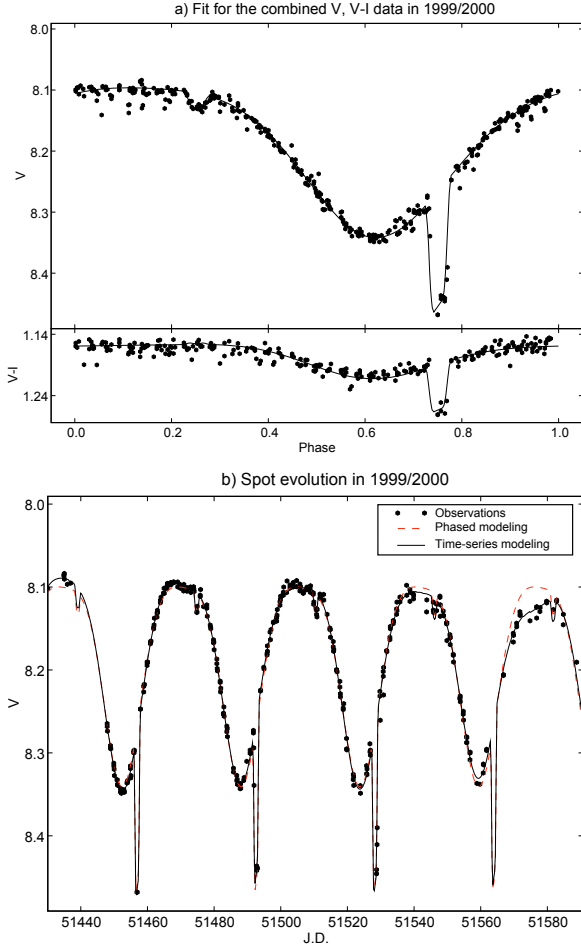 a) Fit for the combined V, V-I data in 1999/2000
8.0
8.1
8.2
8.3
8.4
V
1.14
1.24
V-I
0.0 0.2 0.4 0.6 0.8 1.0
Phase
b) Spot evolution in 1999/2000
Observations
Phased modeling
Time-series modeling
8.0
8.1
8.2
8.3
8.4
V
51440 51460 51480 51500 51520 51540 51560 51580
J.D.